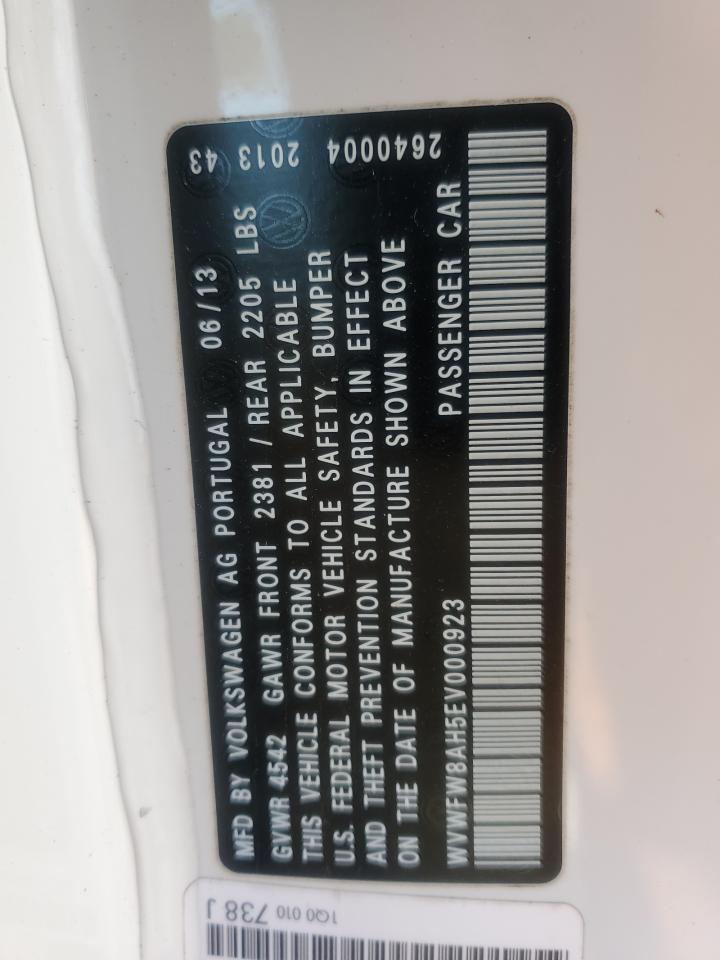 MFD BY VOLKSWAGEN AG PORTUGAL 06/13
GVWR 4542 GAWR FRONT 2381 / REAR 2205 LBS
THIS VEHICLE CONFORMS TO ALL APPLICABLE
U.S. FEDERAL MOTOR VEHICLE SAFETY, BUMPER
AND THEFT PREVENTION STANDARDS IN EFFECT
ON THE DATE OF MANUFACTURE SHOWN ABOVE
WVWFW8AH5EV000923 PASSENGER CAR
43
2013
2640004
1Q0 010 738 J